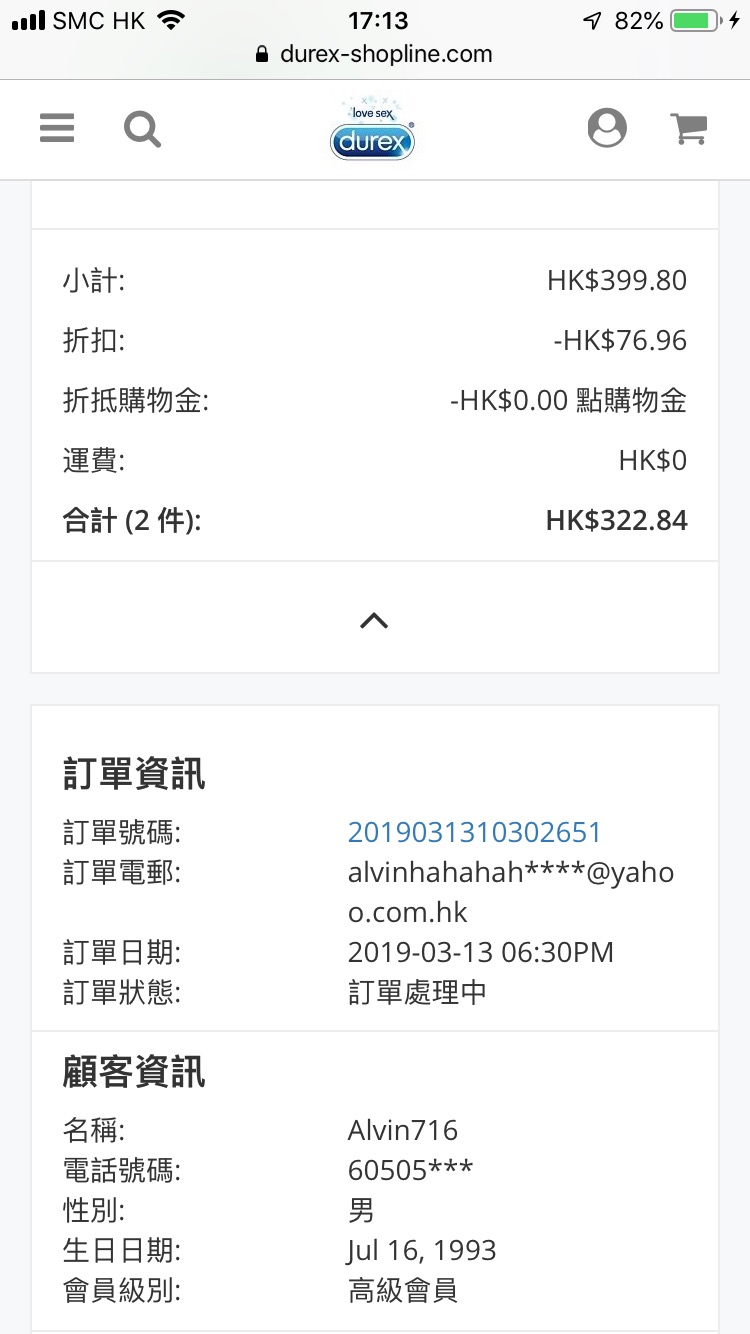 SMC HK 17:13 82%
durex-shopline.com
love sex
durex®
小計: HK$399.80
折扣: -HK$76.96
折抵購物金: -HK$0.00 點購物金
運費: HK$0
合計 (2 件): HK$322.84
訂單資訊
訂單號碼: 2019031310302651
訂單電郵: alvinhahahah****@yaho
o.com.hk
訂單日期: 2019-03-13 06:30PM
訂單狀態: 訂單處理中
顧客資訊
名稱: Alvin716
電話號碼: 60505***
性別: 男
生日日期: Jul 16, 1993
會員級別: 高級會員